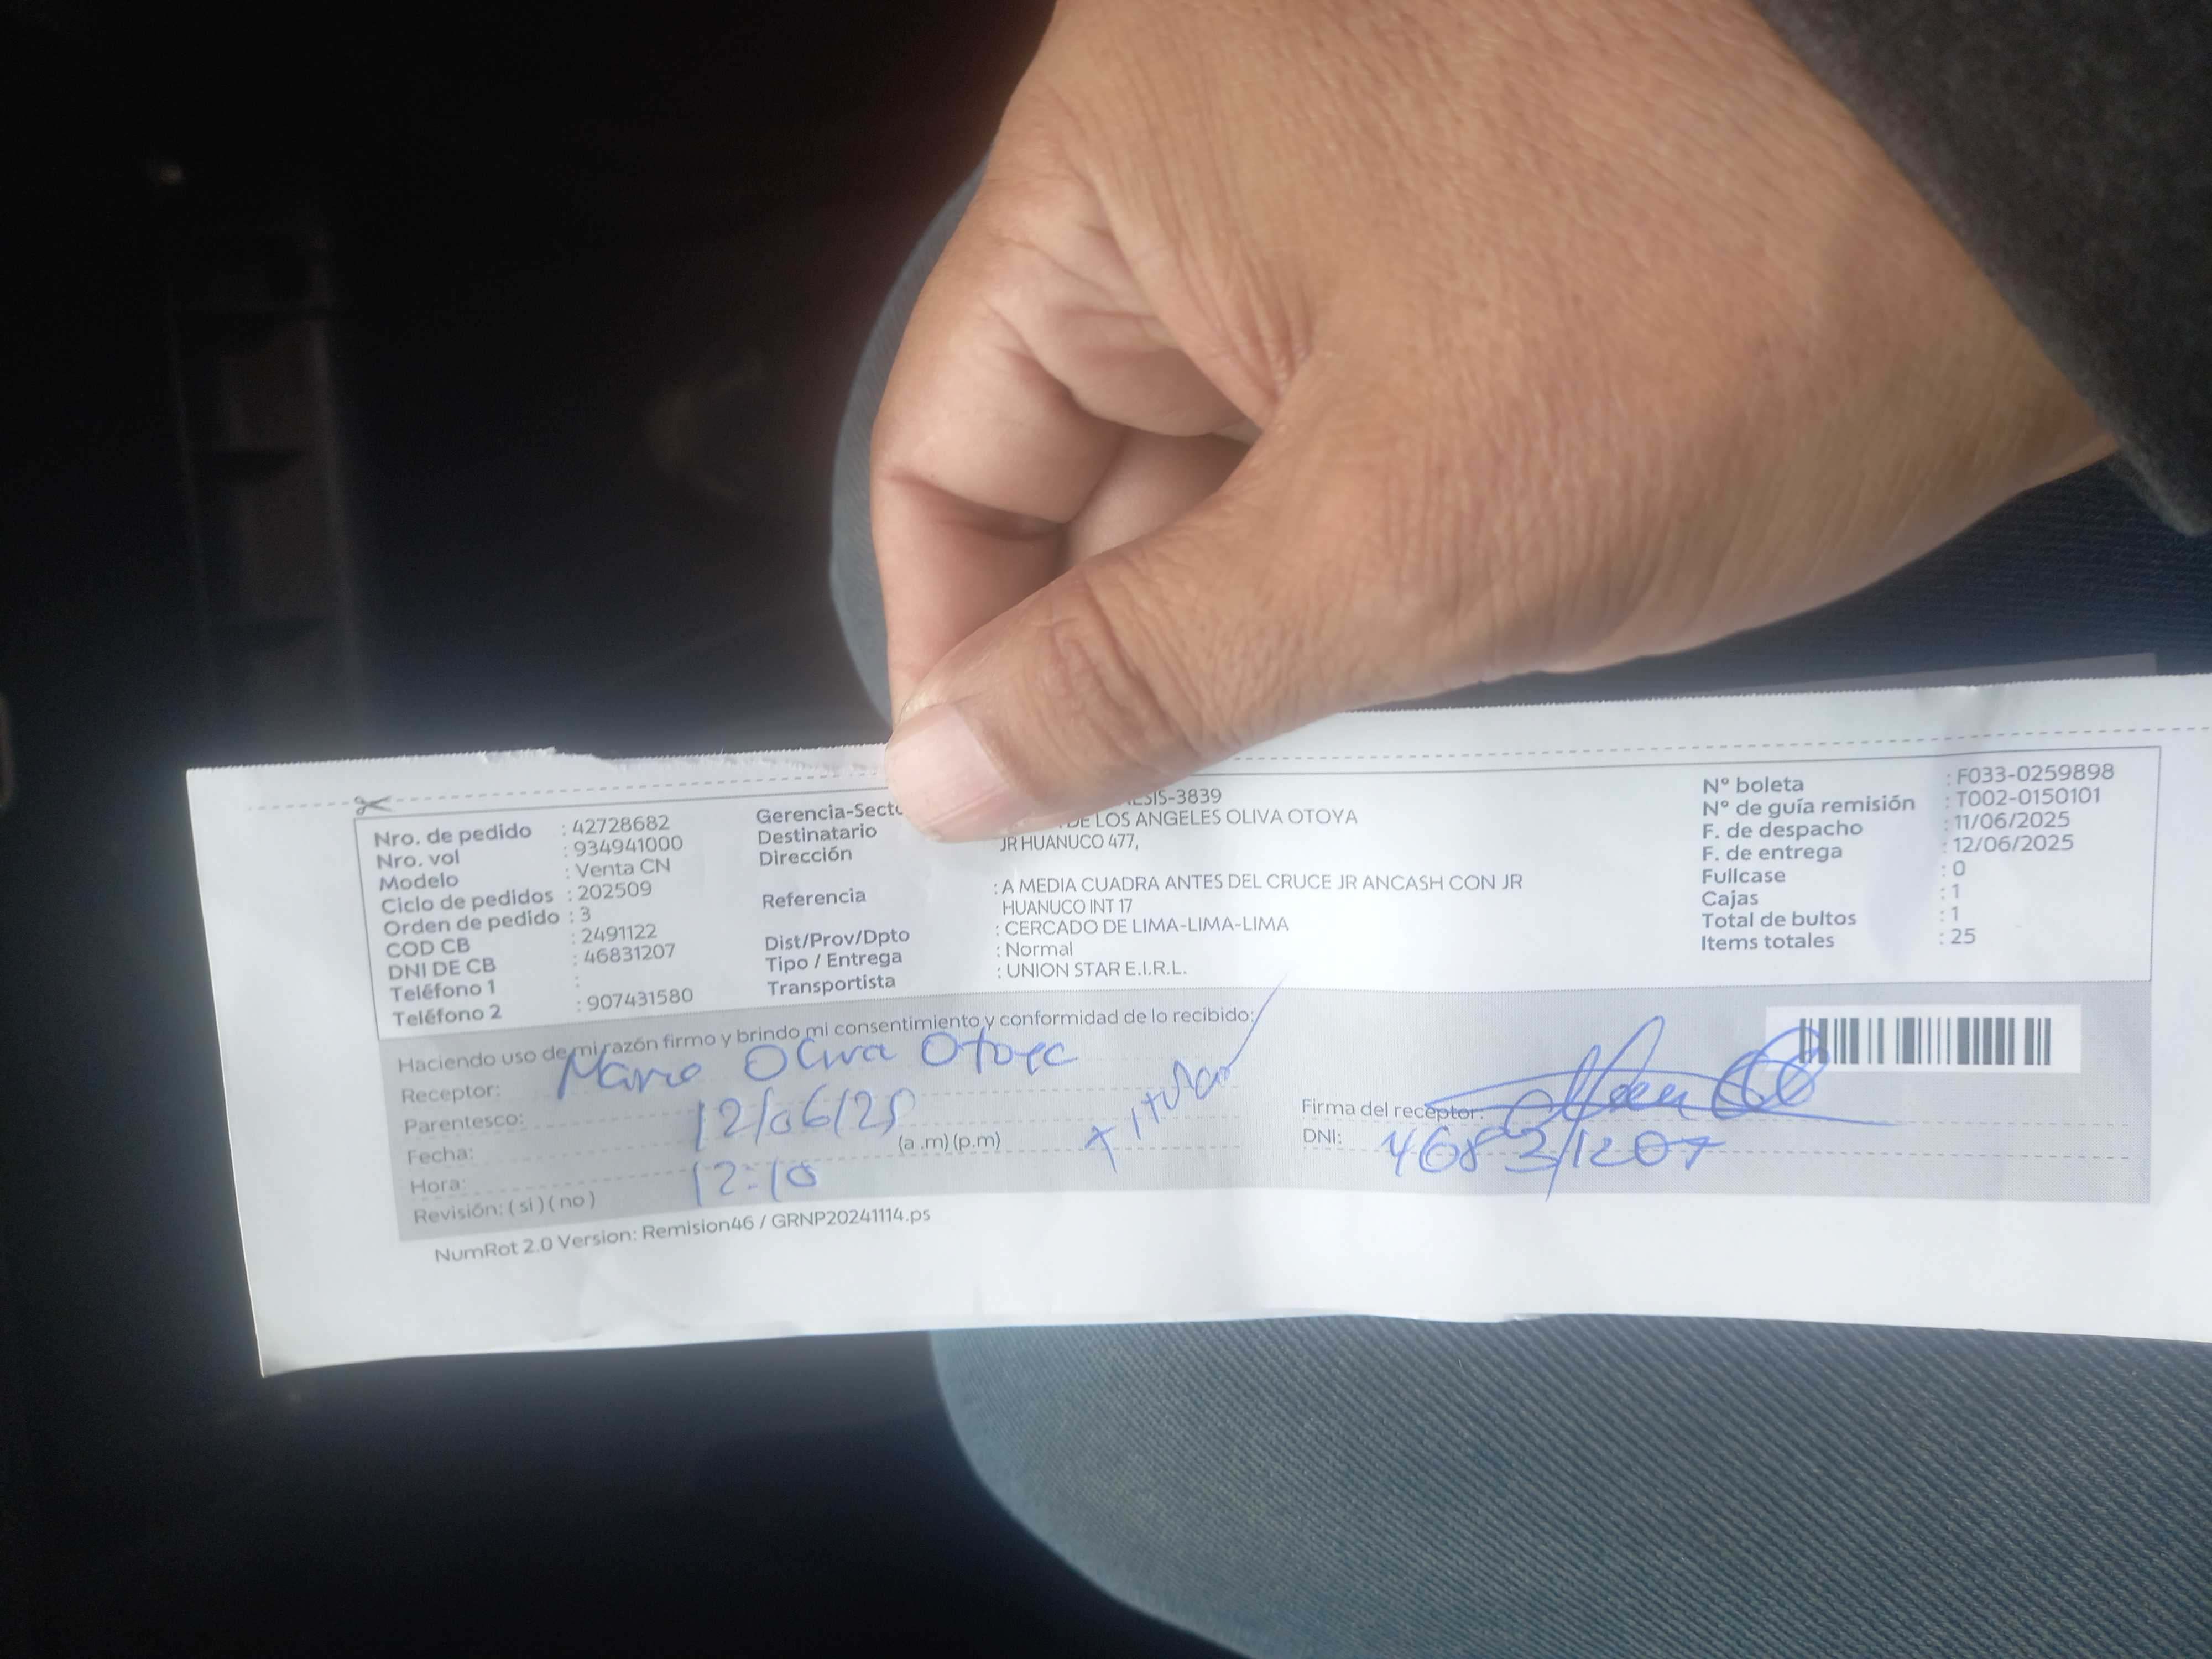 Nro. de pedido : 42728682
Nro. vol : 934941000
Modelo : Venta CN
Ciclo de pedidos : 202509
Orden de pedido : 3
COD CB : 2491122
DNI DE CB : 46831207
Teléfono 1 :
Teléfono 2 : 907431580
Gerencia-Secto SIS-3839
Destinatario DE LOS ANGELES OLIVA OTOYA
Dirección JR HUANUCO 477,
Referencia : A MEDIA CUADRA ANTES DEL CRUCE JR ANCASH CON JR
HUANUCO INT 17
Dist/Prov/Dpto : CERCADO DE LIMA-LIMA-LIMA
Tipo / Entrega : Normal
Transportista : UNION STAR E.I.R.L.
N° boleta : F033-0259898
N° de guía remisión : T002-0150101
F. de despacho : 11/06/2025
F. de entrega : 12/06/2025
Fullcase : 0
Cajas : 1
Total de bultos : 1
Items totales : 25
Haciendo uso de mi razón firmo y brindo mi consentimiento y conformidad de lo recibido:
Receptor: Oliva Otoya
Parentesco:
Fecha: 12/06/25
Hora: 12:10 (a .m) (p.m)
Revisión: ( si ) ( no )
Firma del receptor:
DNI: 46831207
NumRot 2.0 Version: Remision46 / GRNP20241114.ps